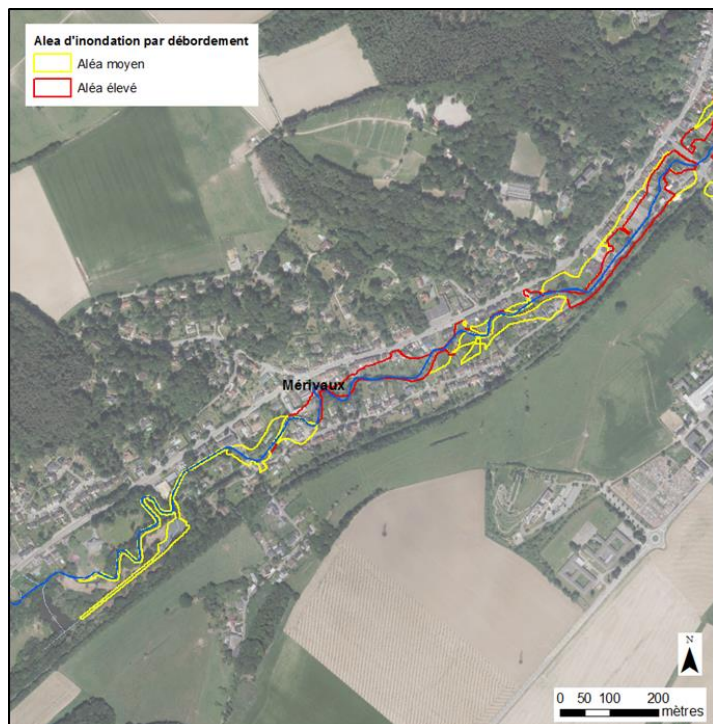 Alea d'inondation par débordement
Aléa moyen
Aléa élevé
Mérivaux
N
0 50 100 200
mètres